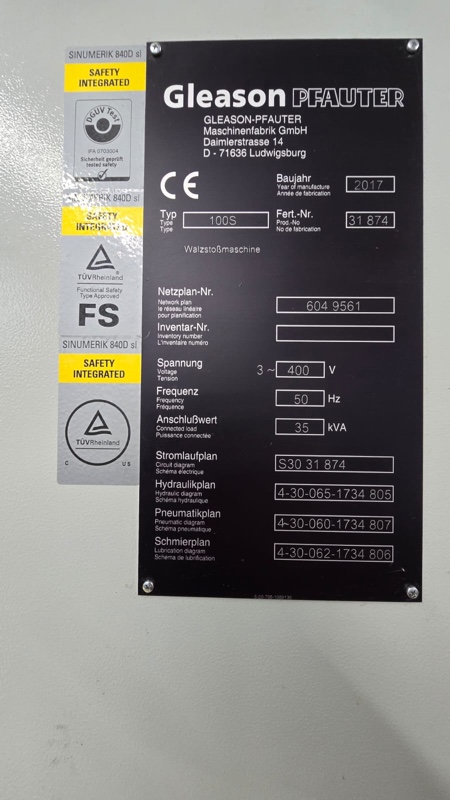 SINUMERIK 840D sl
SAFETY
INTEGRATED
DGUV Test
IFA 0703004
Sicherheit geprüft
tested safety
SINUMERIK 840D sl
SAFETY
INTEGRATED
TÜVRheinland
Functional Safety
Type Approved
FS
SINUMERIK 840D sl
SAFETY
INTEGRATED
TÜVRheinland
C US
Gleason PFAUTER
GLEASON-PFAUTER
Maschinenfabrik GmbH
Daimlerstrasse 14
D - 71636 Ludwigsburg
CE
Baujahr
Year of manufacture
Année de fabrication
2017
Typ
Type
Type
100S
Fert.-Nr.
Prod.-No
No de fabrication
31 874
Wälzstoßmaschine
Netzplan-Nr.
Network plan
le réseau linéaire
pour planification
604 9561
Inventar-Nr.
Inventory number
L'inventaire numéro
Spannung
Voltage
Tension
3 ~ 400 V
Frequenz
Frequency
Fréquence
50 Hz
Anschlußwert
Connected load
Puissance connectée
35 kVA
Stromlaufplan
Circuit diagram
Schéma électrique
S30 31 874
Hydraulikplan
Hydraulic diagram
Schéma hydraulique
4-30-065-1734 805
Pneumatikplan
Pneumatic diagram
Schéma pneumatique
4-30-060-1734 807
Schmierplan
Lubrication diagram
Schéma de lubrification
4-30-062-1734 806